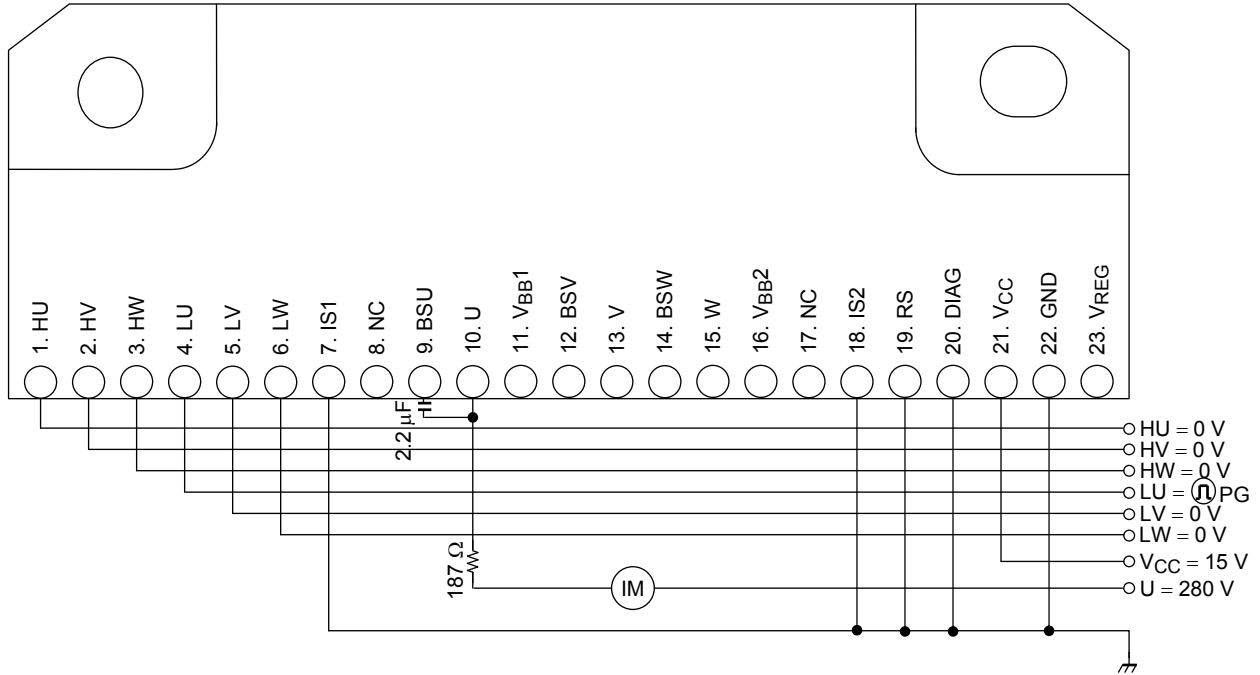 1. HU
2. HV
3. HW
4. LU
5. LV
6. LW
7. IS1
8. NC
9. BSU
10. U
11. VBB1
12. BSV
13. V
14. BSW
15. W
16. VBB2
17. NC
18. IS2
19. RS
20. DIAG
21. VCC
22. GND
23. VREG
2.2 μF
HU = 0 V
HV = 0 V
HW = 0 V
LU = PG
LV = 0 V
LW = 0 V
187 Ω
VCC = 15 V
IM
U = 280 V